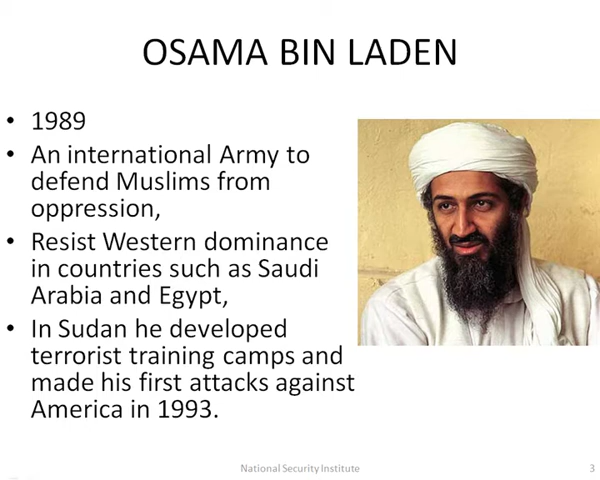 OSAMA BIN LADEN
• 1989
• An international Army to
defend Muslims from
oppression,
• Resist Western dominance
in countries such as Saudi
Arabia and Egypt,
• In Sudan he developed
terrorist training camps and
made his first attacks against
America in 1993.
National Security Institute
3